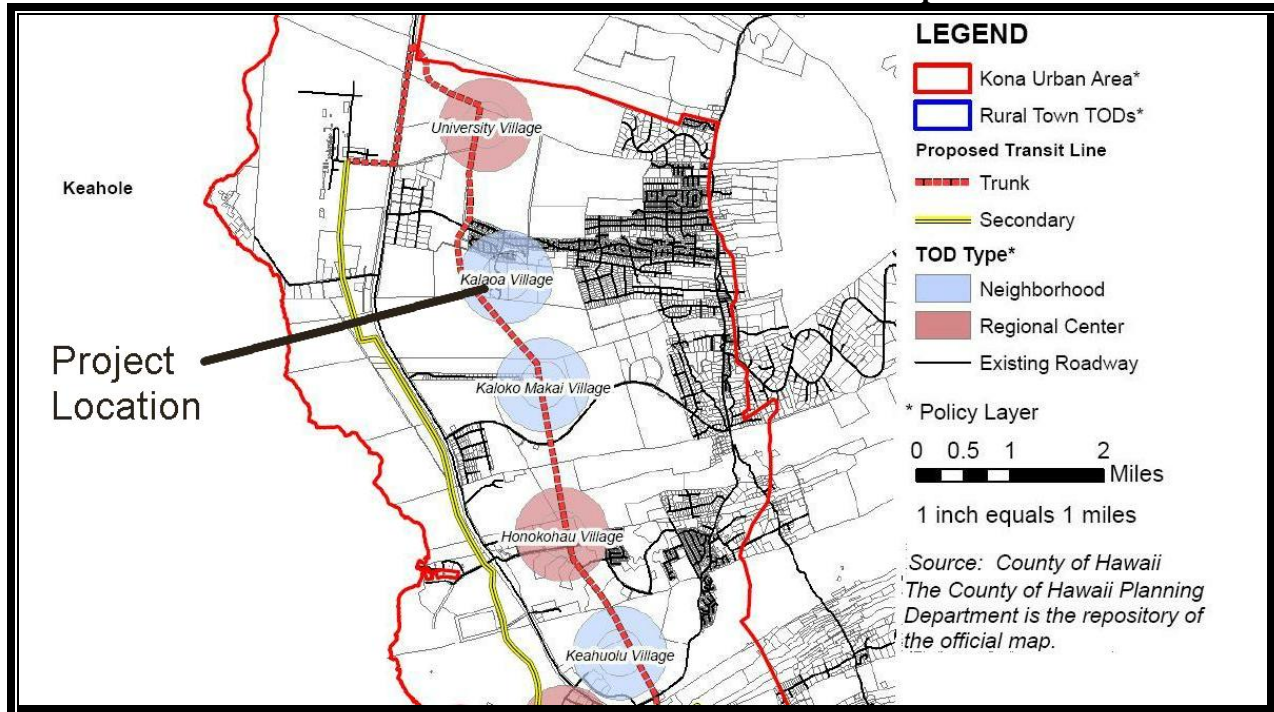 University Village
Keahole
Kalaoa Village
Project
Location
Kaloko Makai Village
Honokohau Village
Keahuolu Village
LEGEND
Kona Urban Area*
Rural Town TODs*
Proposed Transit Line
Trunk
Secondary
TOD Type*
Neighborhood
Regional Center
Existing Roadway
* Policy Layer
0 0.5 1 2
Miles
1 inch equals 1 miles
Source: County of Hawaii
The County of Hawaii Planning
Department is the repository of
the official map.